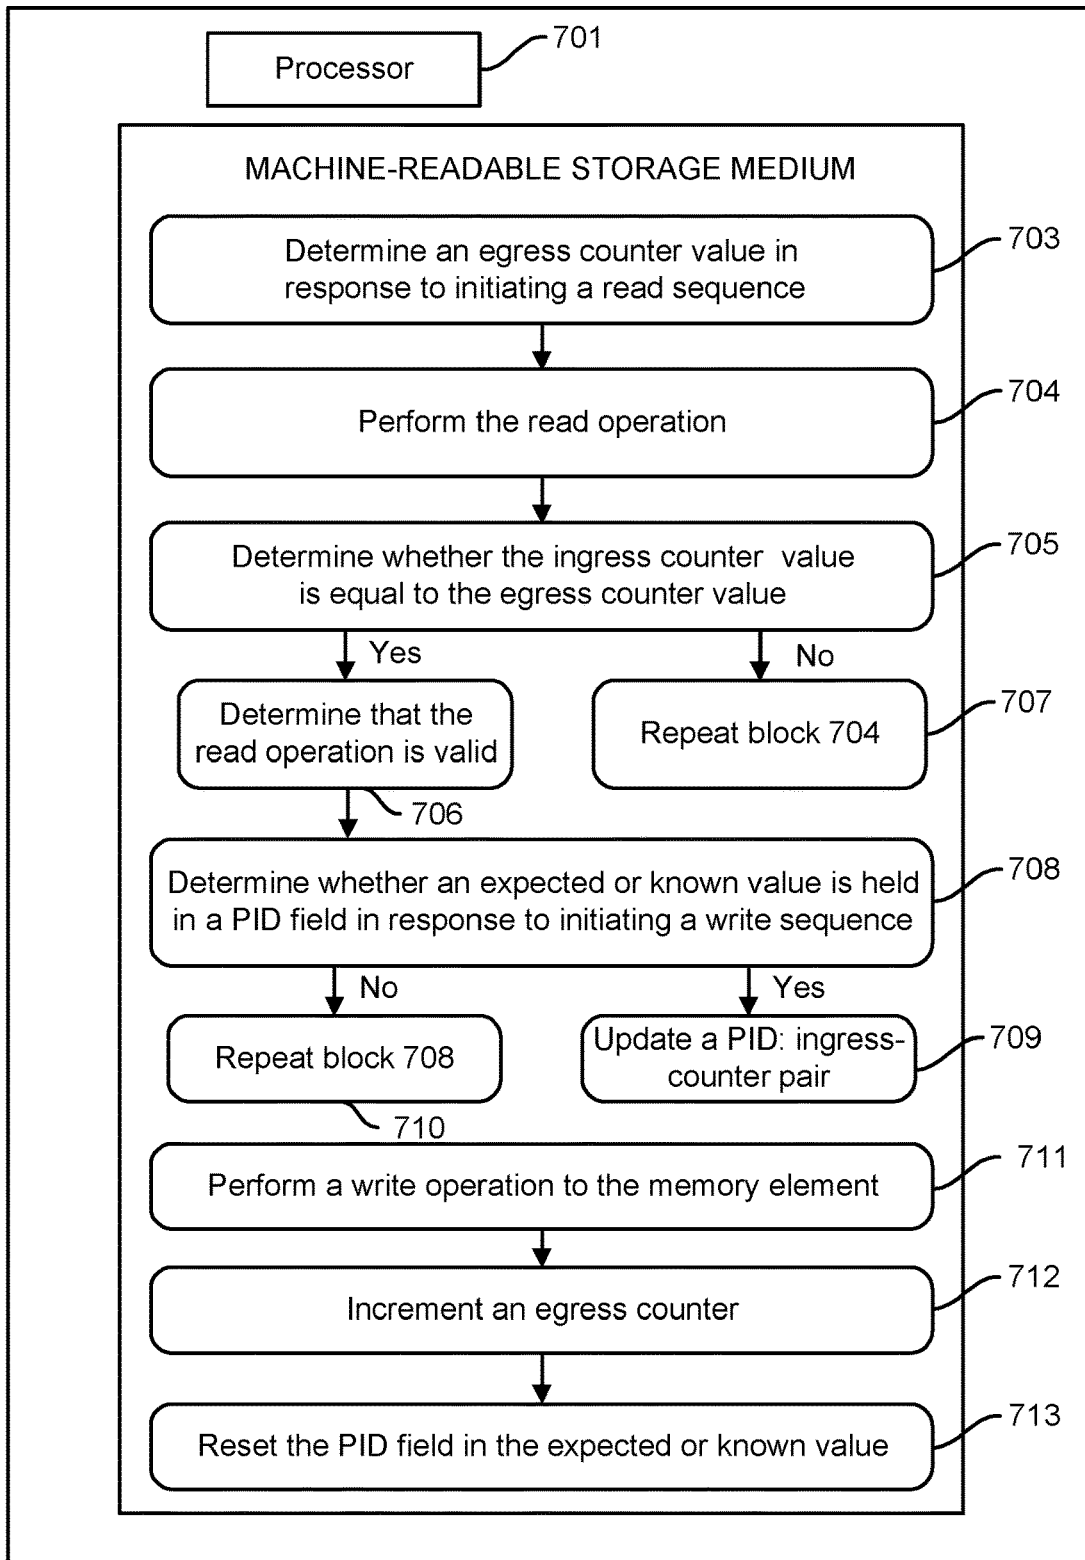 Processor
701
MACHINE-READABLE STORAGE MEDIUM
Determine an egress counter value in
response to initiating a read sequence
703
Perform the read operation
704
Determine whether the ingress counter value
is equal to the egress counter value
705
Yes
No
Determine that the
read operation is valid
706
Repeat block 704
707
Determine whether an expected or known value is held
in a PID field in response to initiating a write sequence
708
No
Yes
Repeat block 708
710
Update a PID: ingress-
counter pair
709
Perform a write operation to the memory element
711
Increment an egress counter
712
Reset the PID field in the expected or known value
713